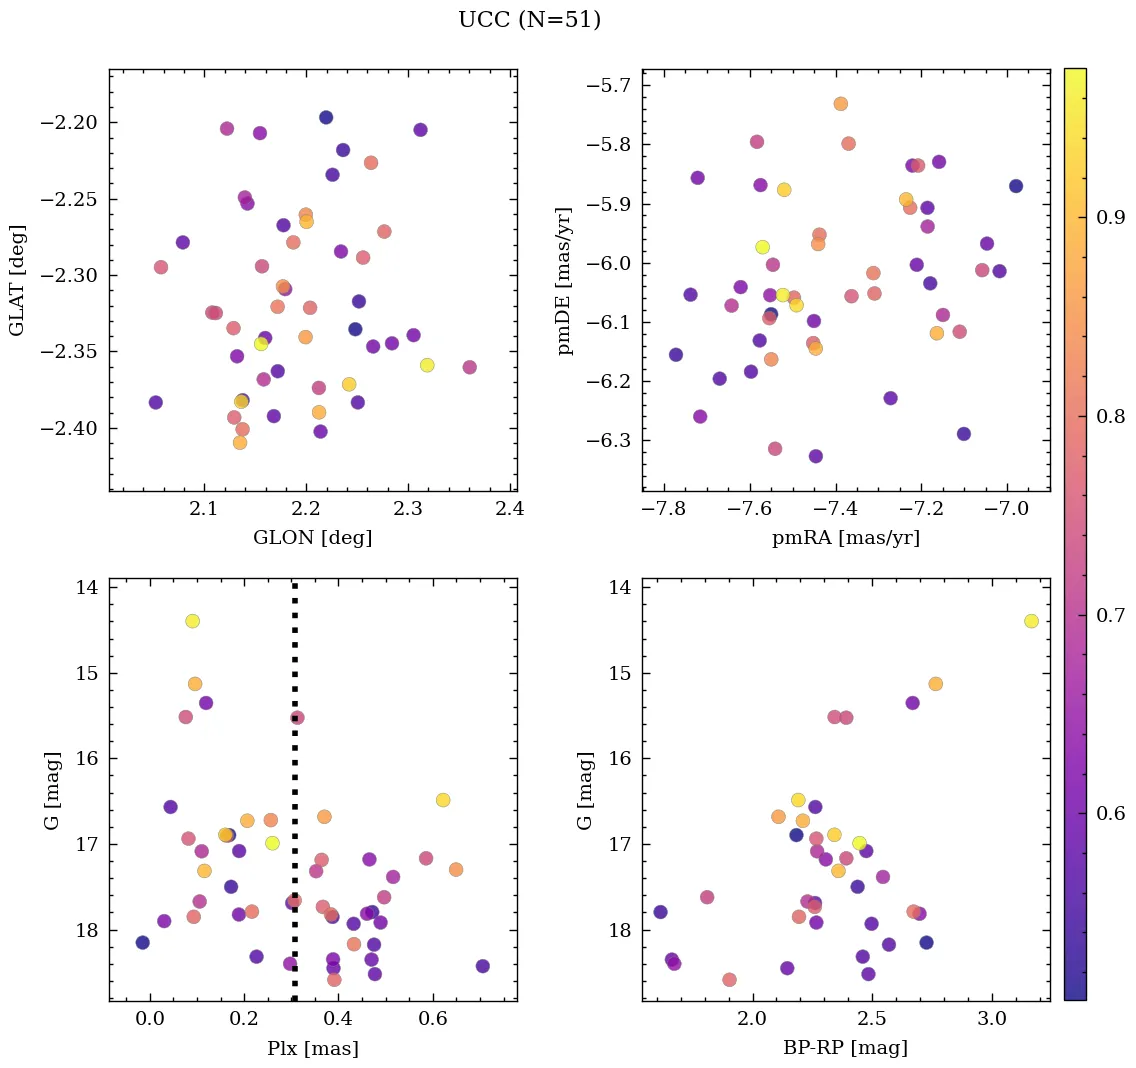 UCC (N=51)
−2.20
−2.25
−2.30
−2.35
−2.40
GLAT [deg]
2.1 2.2 2.3 2.4
GLON [deg]
−5.7
−5.8
−5.9
−6.0
−6.1
−6.2
−6.3
pmDE [mas/yr]
−7.8 −7.6 −7.4 −7.2 −7.0
pmRA [mas/yr]
14
15
16
17
18
G [mag]
0.0 0.2 0.4 0.6
Plx [mas]
14
15
16
17
18
G [mag]
2.0 2.5 3.0
BP-RP [mag]
0.9
0.8
0.7
0.6